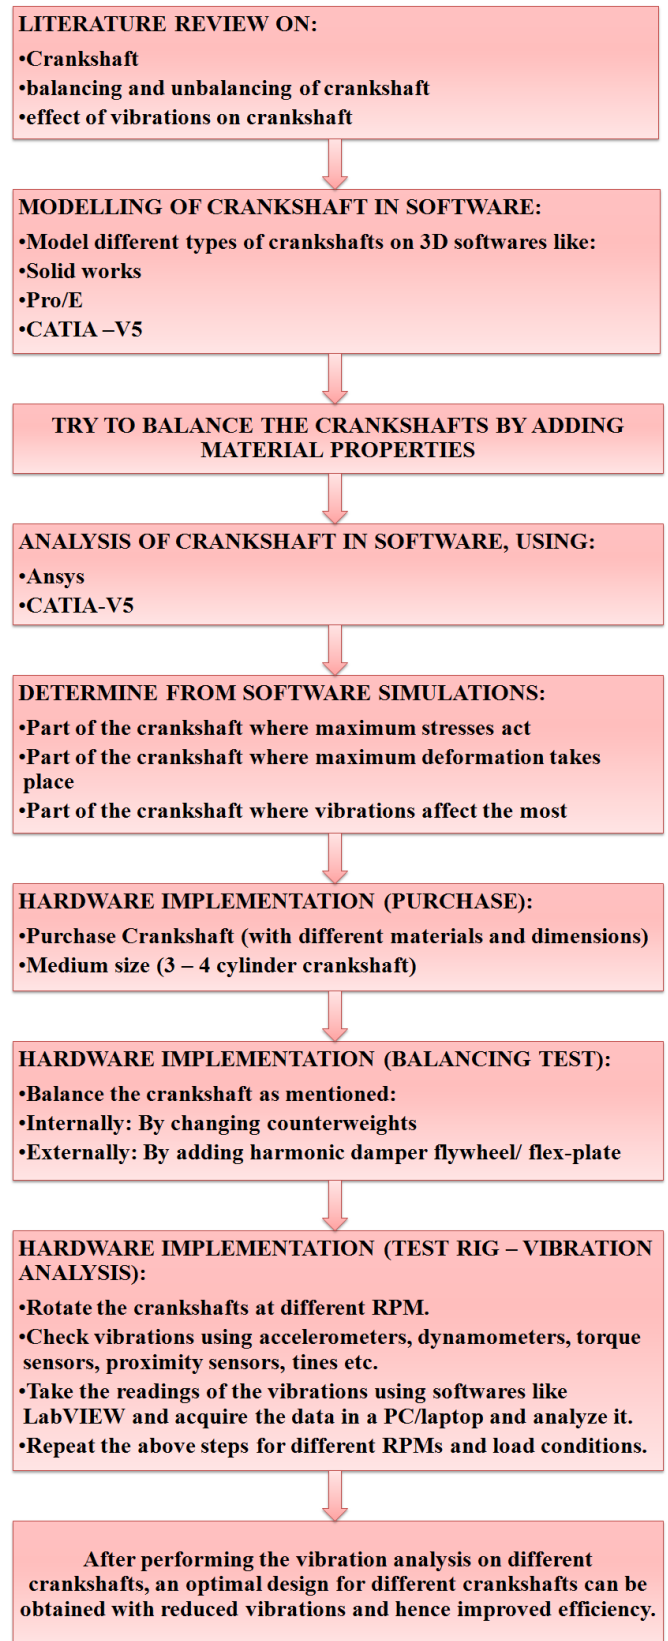 LITERATURE REVIEW ON:
•Crankshaft
•balancing and unbalancing of crankshaft
•effect of vibrations on crankshaft
MODELLING OF CRANKSHAFT IN SOFTWARE:
•Model different types of crankshafts on 3D softwares like:
•Solid works
•Pro/E
•CATIA –V5
TRY TO BALANCE THE CRANKSHAFTS BY ADDING
MATERIAL PROPERTIES
ANALYSIS OF CRANKSHAFT IN SOFTWARE, USING:
•Ansys
•CATIA-V5
DETERMINE FROM SOFTWARE SIMULATIONS:
•Part of the crankshaft where maximum stresses act
•Part of the crankshaft where maximum deformation takes
place
•Part of the crankshaft where vibrations affect the most
HARDWARE IMPLEMENTATION (PURCHASE):
•Purchase Crankshaft (with different materials and dimensions)
•Medium size (3 – 4 cylinder crankshaft)
HARDWARE IMPLEMENTATION (BALANCING TEST):
•Balance the crankshaft as mentioned:
•Internally: By changing counterweights
•Externally: By adding harmonic damper flywheel/ flex-plate
HARDWARE IMPLEMENTATION (TEST RIG – VIBRATION
ANALYSIS):
•Rotate the crankshafts at different RPM.
•Check vibrations using accelerometers, dynamometers, torque
sensors, proximity sensors, tines etc.
•Take the readings of the vibrations using softwares like
LabVIEW and acquire the data in a PC/laptop and analyze it.
•Repeat the above steps for different RPMs and load conditions.
After performing the vibration analysis on different
crankshafts, an optimal design for different crankshafts can be
obtained with reduced vibrations and hence improved efficiency.